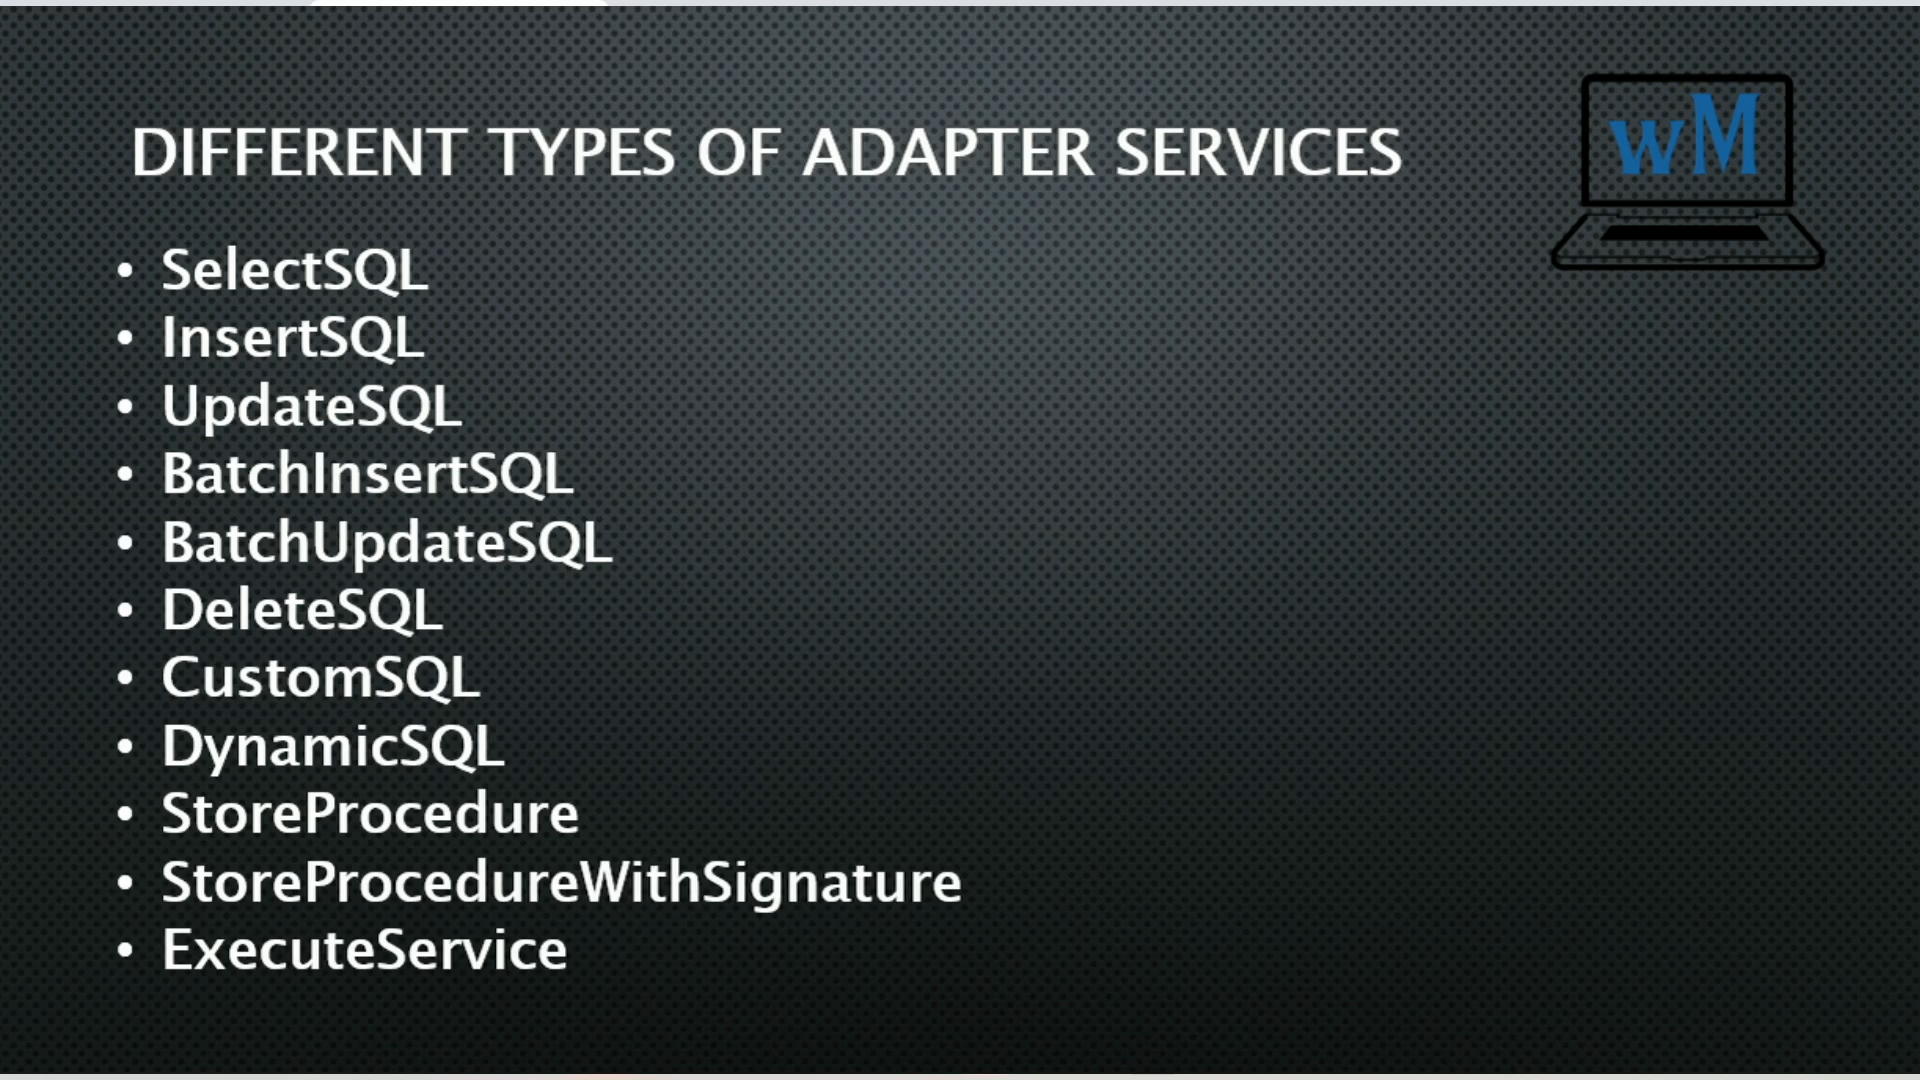 DIFFERENT TYPES OF ADAPTER SERVICES
wM
• SelectSQL
• InsertSQL
• UpdateSQL
• BatchInsertSQL
• BatchUpdateSQL
• DeleteSQL
• CustomSQL
• DynamicSQL
• StoreProcedure
• StoreProcedureWithSignature
• ExecuteService